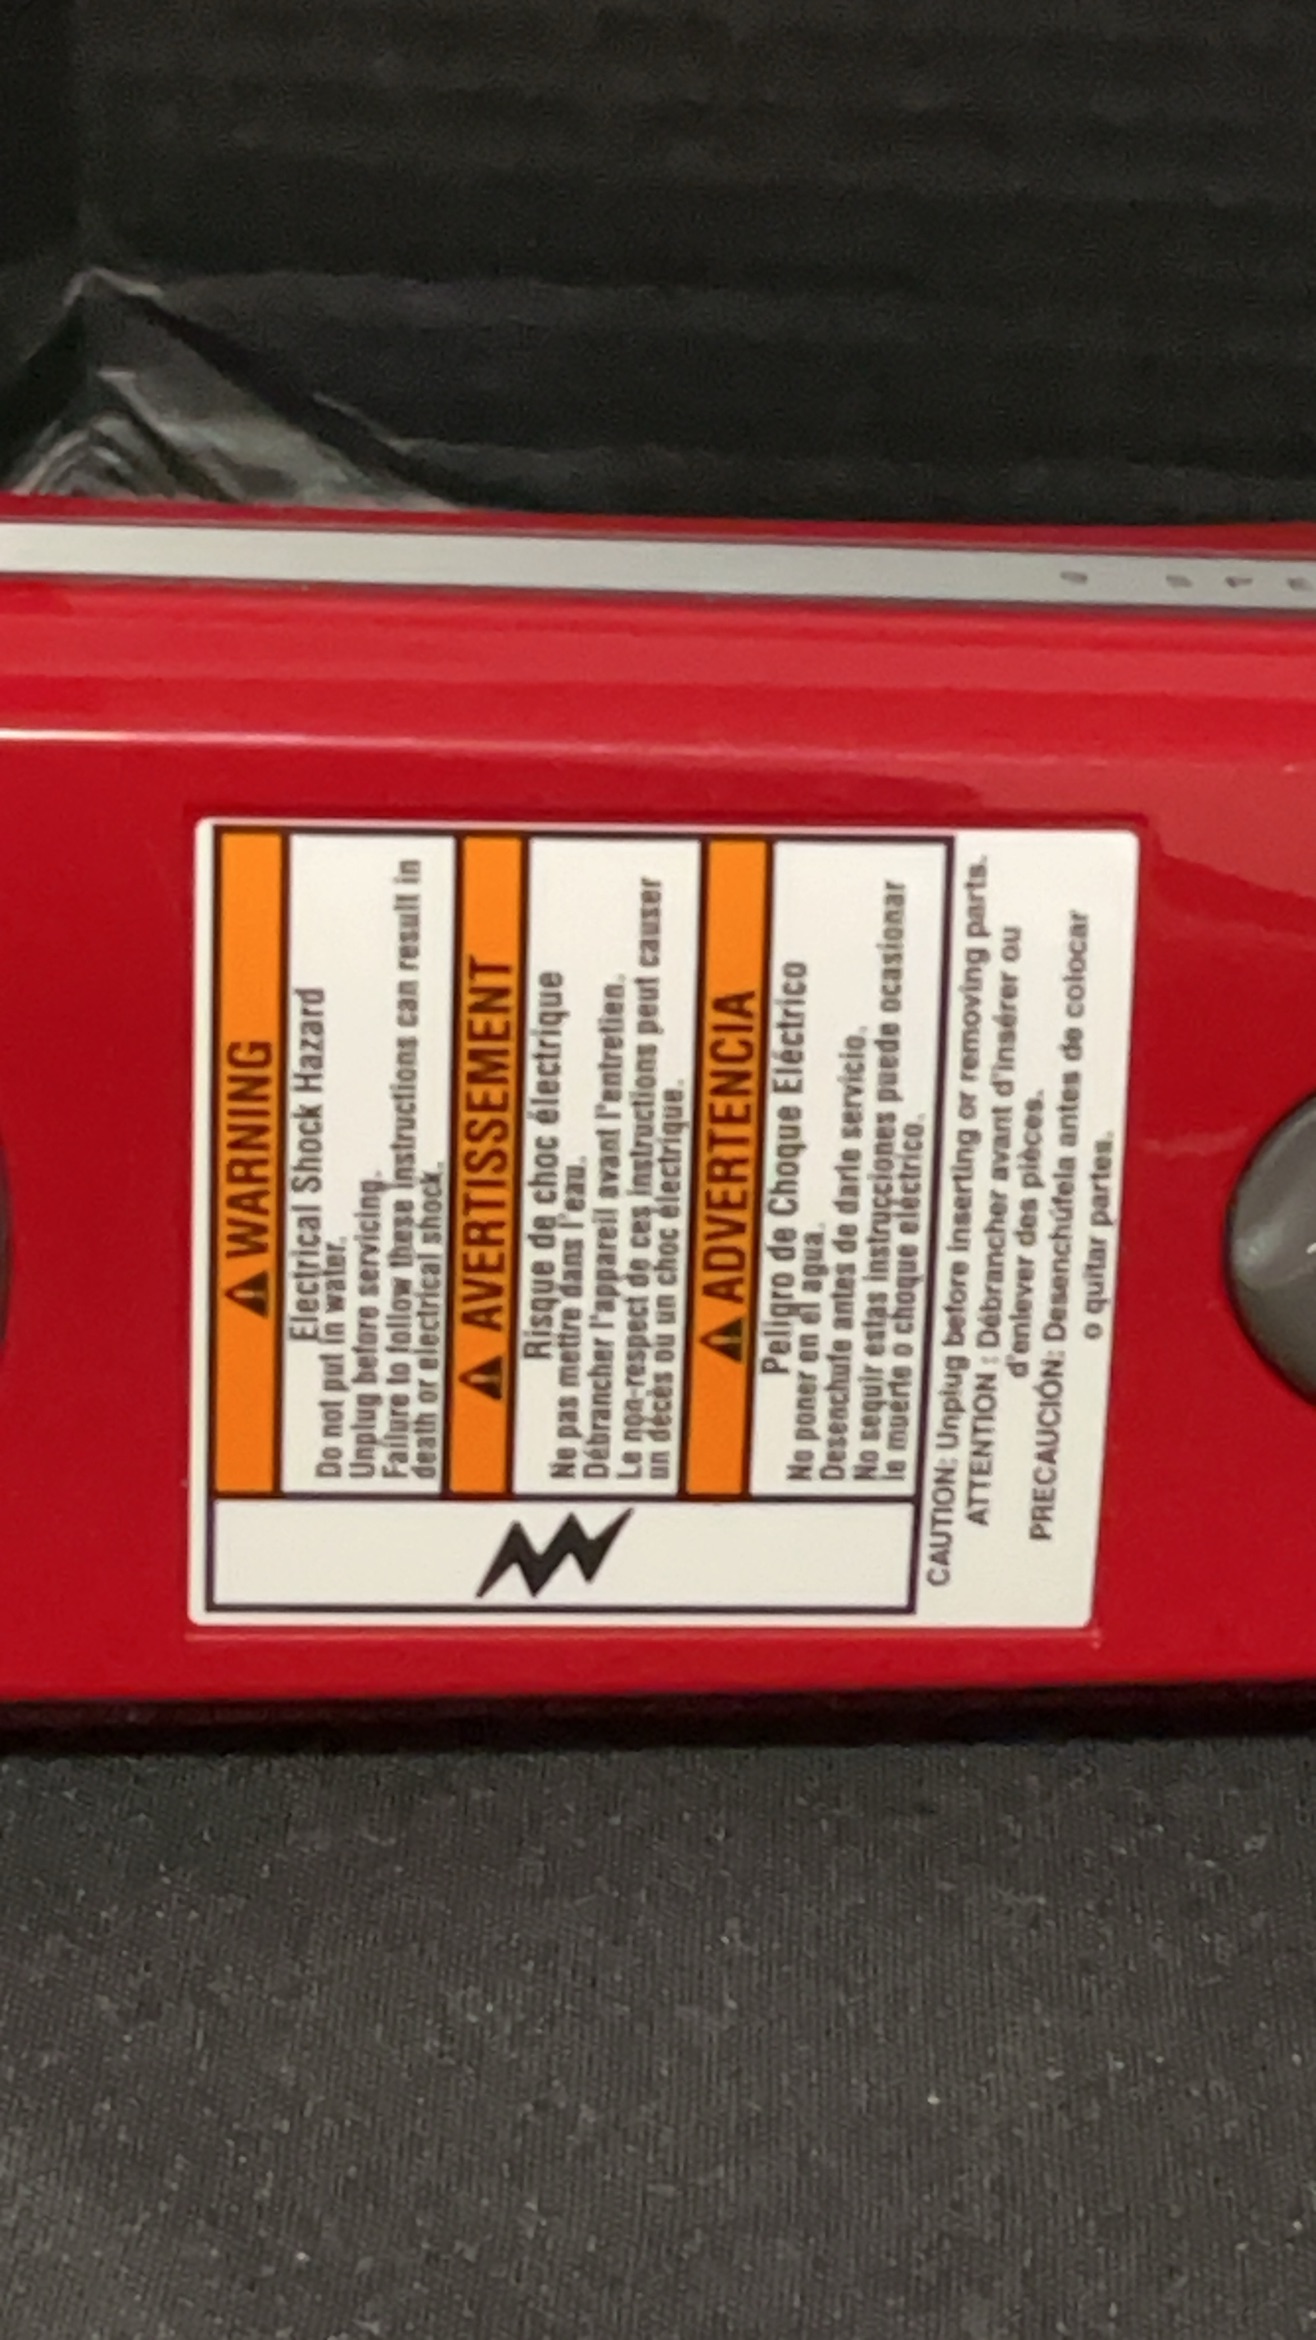 WARNING
Electrical Shock Hazard
Do not put in water.
Unplug before servicing.
Failure to follow these instructions can result in
death or electrical shock.
AVERTISSEMENT
Risque de choc électrique
Ne pas mettre dans l'eau.
Débrancher l'appareil avant l'entretien.
Le non-respect de ces instructions peut causer
un décès ou un choc électrique.
ADVERTENCIA
Peligro de Choque Eléctrico
No poner en el agua.
Desenchufe antes de darle servicio.
No seguir estas instrucciones puede ocasionar
le muerte o choque eléctrico.
CAUTION: Unplug before inserting or removing parts.
ATTENTION : Débrancher avant d'insérer ou
d'enlever des pièces.
PRECAUCIÓN: Desenchúfela antes de colocar
o quitar partes.